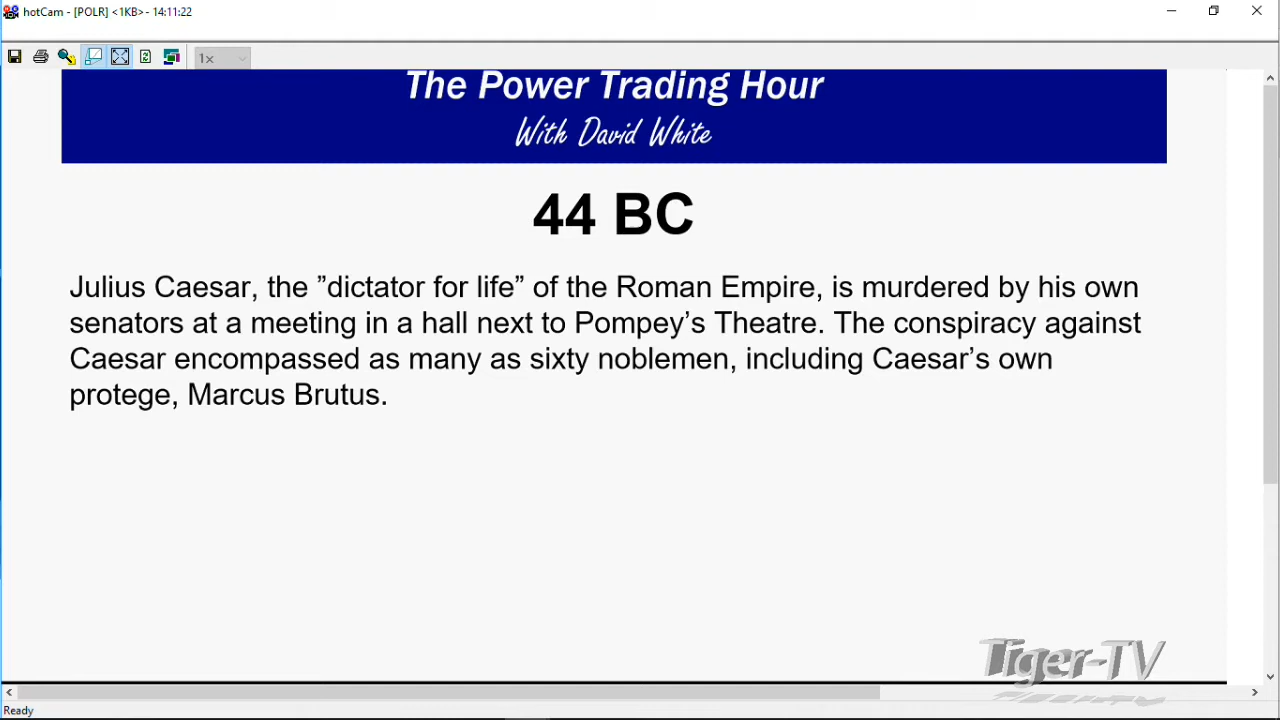 hotCam - [POLR] <1KB> - 14:11:22
1x
The Power Trading Hour
With David White
44 BC
Julius Caesar, the ”dictator for life” of the Roman Empire, is murdered by his own
senators at a meeting in a hall next to Pompey’s Theatre. The conspiracy against
Caesar encompassed as many as sixty noblemen, including Caesar’s own
protege, Marcus Brutus.
Tiger-TV
Ready